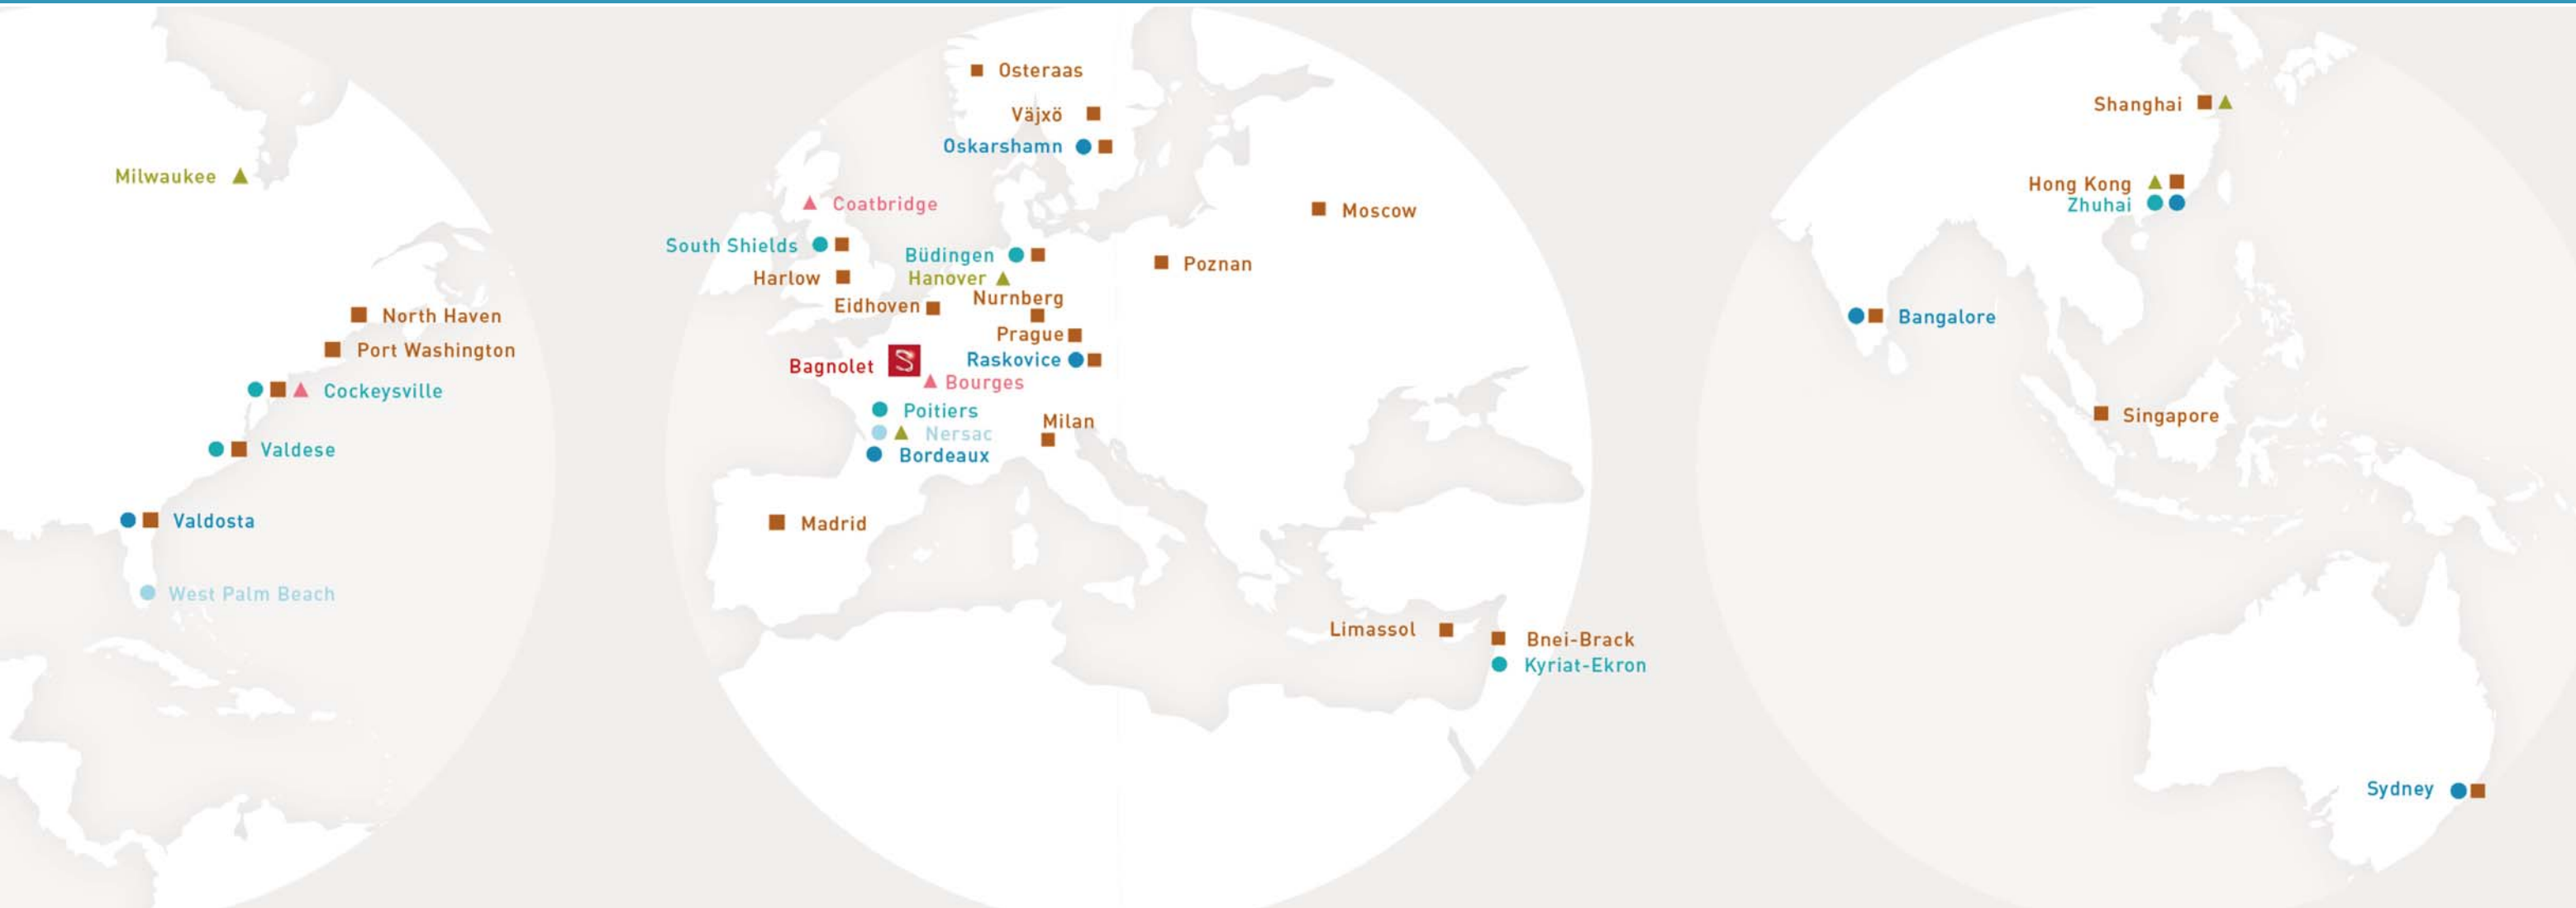 Milwaukee
North Haven
Port Washington
Cockeysville
Valdese
Valdosta
West Palm Beach
Osteraas
Väjxö
Oskarshamn
Coatbridge
Moscow
South Shields
Büdingen
Poznan
Harlow
Hanover
Nurnberg
Eidhoven
Prague
Raskovice
Bagnolet
Bourges
Poitiers
Milan
Nersac
Bordeaux
Madrid
Limassol
Bnei-Brack
Kyriat-Ekron
Shanghai
Hong Kong
Zhuhai
Bangalore
Singapore
Sydney